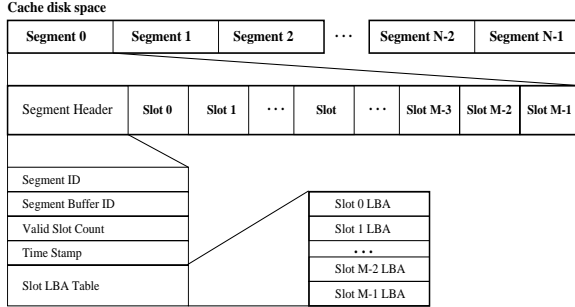 Cache disk space
Segment 0 Segment 1 Segment 2 ... Segment N-2 Segment N-1
Segment Header Slot 0 Slot 1 ... Slot ... Slot M-3 Slot M-2 Slot M-1
Segment ID
Segment Buffer ID
Valid Slot Count
Time Stamp
Slot LBA Table
Slot 0 LBA
Slot 1 LBA
...
Slot M-2 LBA
Slot M-1 LBA